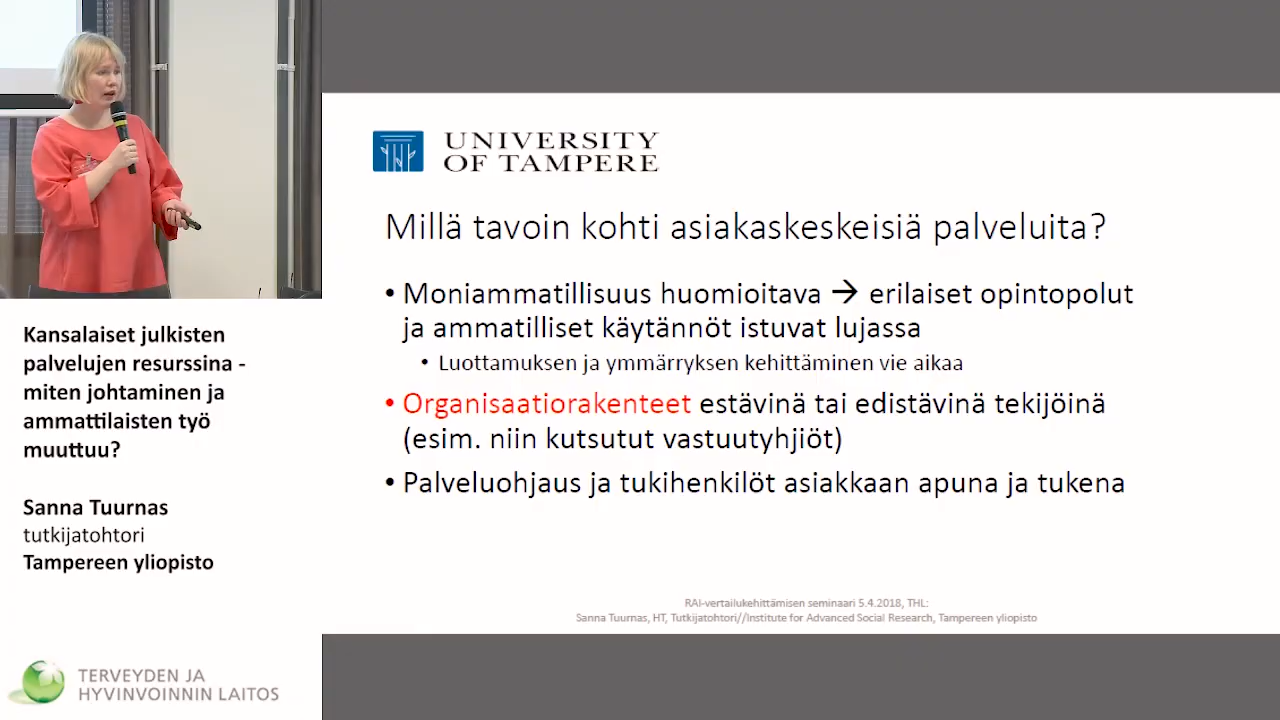 Kansalaiset julkisten
palvelujen resurssina -
miten johtaminen ja
ammattilaisten työ
muuttuu?
Sanna Tuurnas
tutkijatohtori
Tampereen yliopisto
TERVEYDEN JA
HYVINVOINNIN LAITOS
UNIVERSITY
OF TAMPERE
Millä tavoin kohti asiakaskeskeisiä palveluita?
• Moniammatillisuus huomioitava → erilaiset opintopolut
ja ammatilliset käytännöt istuvat lujassa
• Luottamuksen ja ymmärryksen kehittäminen vie aikaa
• Organisaatiorakenteet estävinä tai edistävinä tekijöinä
(esim. niin kutsutut vastuutyhjiöt)
• Palveluohjaus ja tukihenkilöt asiakkaan apuna ja tukena
RAI-vertailukehittämisen seminaari 5.4.2018, THL:
Sanna Tuurnas, HT, Tutkijatohtori//Institute for Advanced Social Research, Tampereen yliopisto